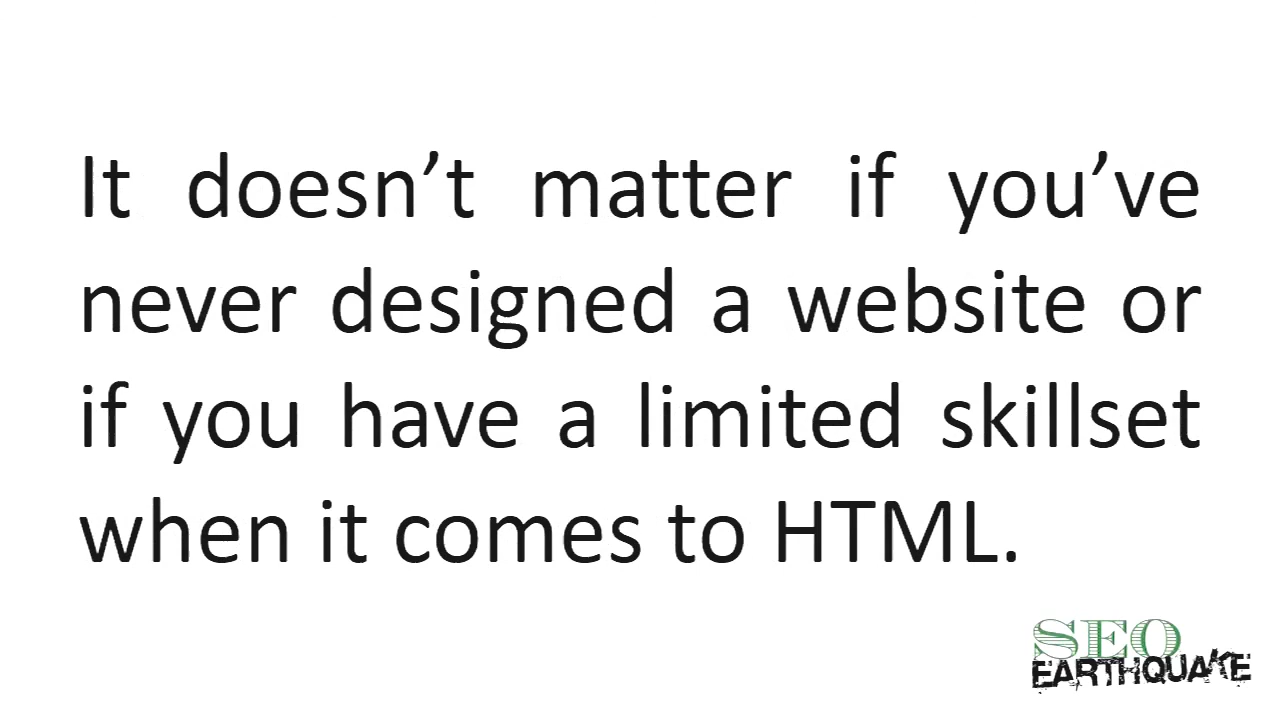 It doesn’t matter if you’ve
never designed a website or
if you have a limited skillset
when it comes to HTML.
SEO
EARTHQUAKE